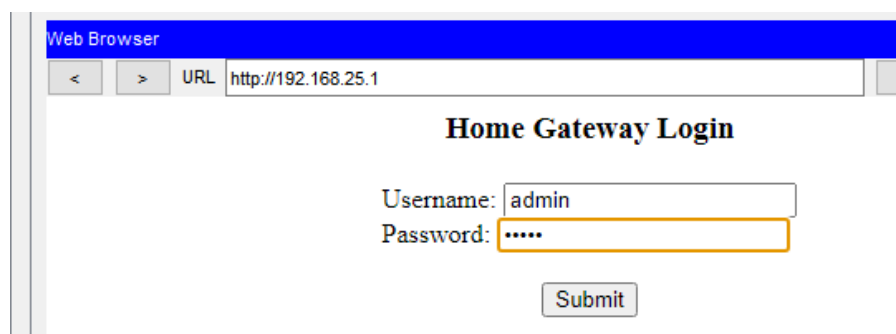 Web Browser
< > URL http://192.168.25.1
Home Gateway Login
Username: admin
Password: •••••
Submit